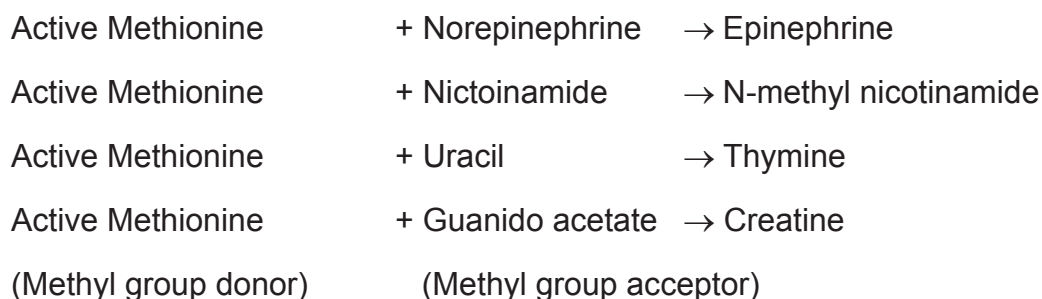 Active Methionine + Norepinephrine → Epinephrine
Active Methionine + Nictoinamide → N-methyl nicotinamide
Active Methionine + Uracil → Thymine
Active Methionine + Guanido acetate → Creatine
(Methyl group donor) (Methyl group acceptor)